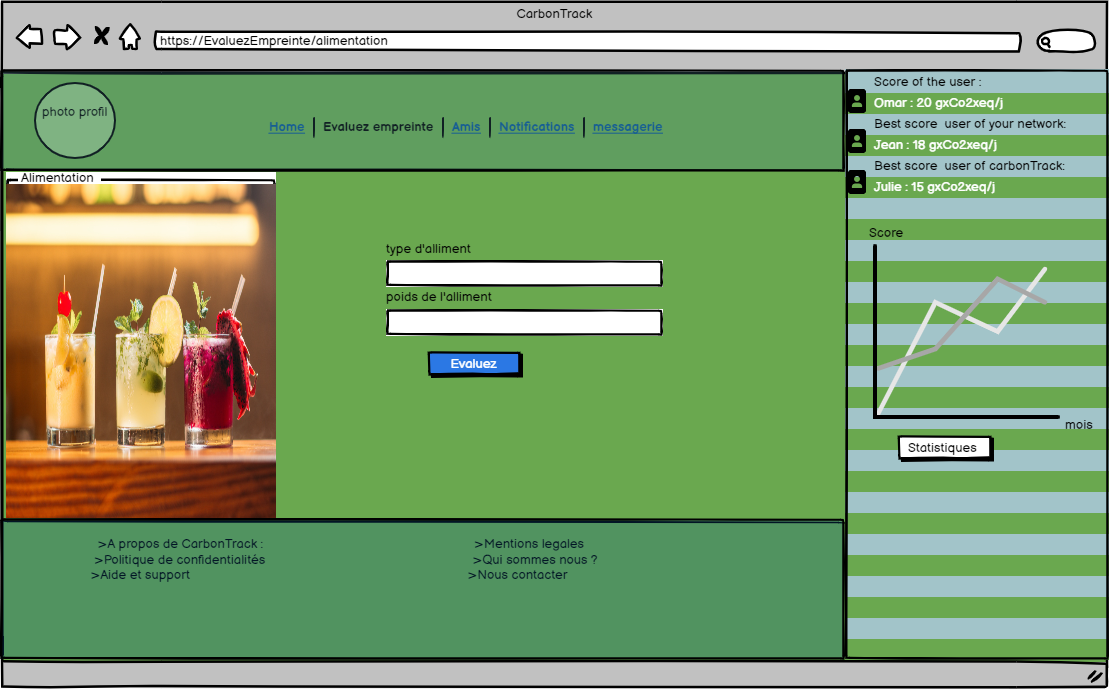 CarbonTrack
https://EvaluezEmpreinte/alimentation
photo profil
Home
Evaluez empreinte
Amis
Notifications
messagerie
Alimentation
type d'alliment
poids de l'alliment
Evaluez
Score of the user :
Omar : 20 gxCo2xeq/j
Best score user of your network:
Jean : 18 gxCo2xeq/j
Best score user of carbonTrack:
Julie : 15 gxCo2xeq/j
Score
mois
Statistiques
>A propos de CarbonTrack :
>Politique de confidentialités
>Aide et support
>Mentions legales
>Qui sommes nous ?
>Nous contacter